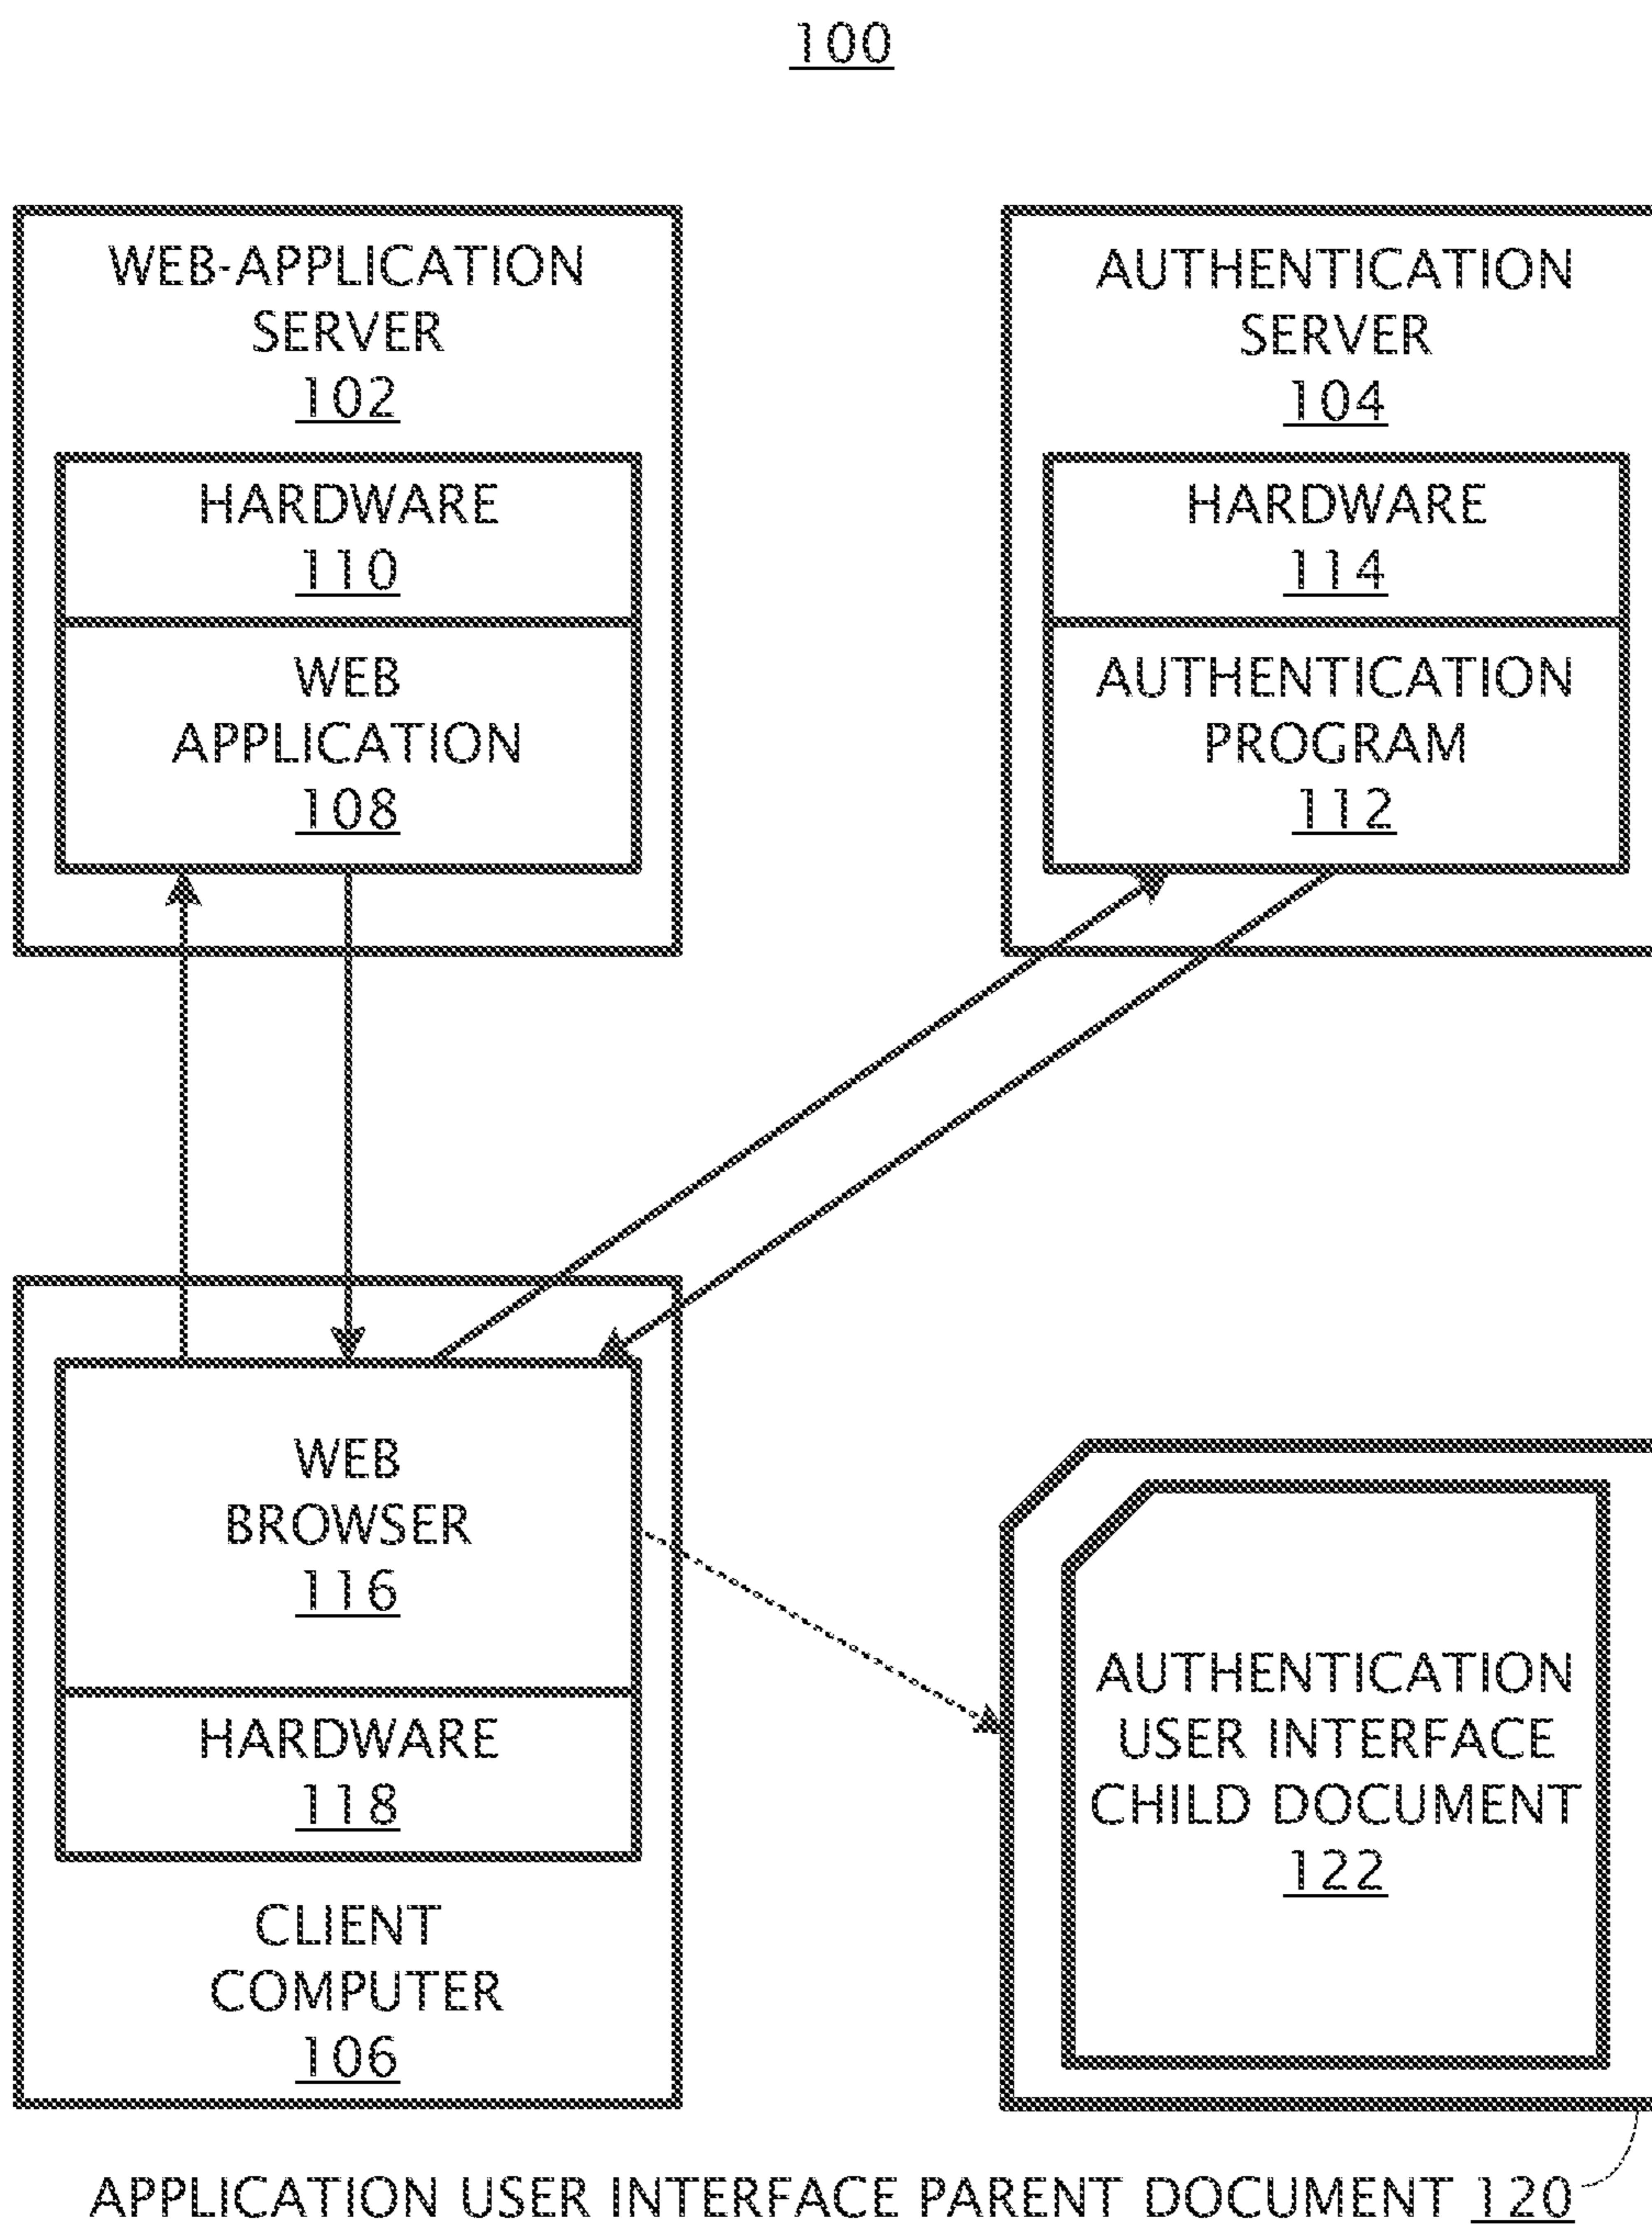 100
WEB-APPLICATION
SERVER
102
HARDWARE
110
WEB
APPLICATION
108
AUTHENTICATION
SERVER
104
HARDWARE
114
AUTHENTICATION
PROGRAM
112
WEB
BROWSER
116
HARDWARE
118
CLIENT
COMPUTER
106
AUTHENTICATION
USER INTERFACE
CHILD DOCUMENT
122
APPLICATION USER INTERFACE PARENT DOCUMENT 120